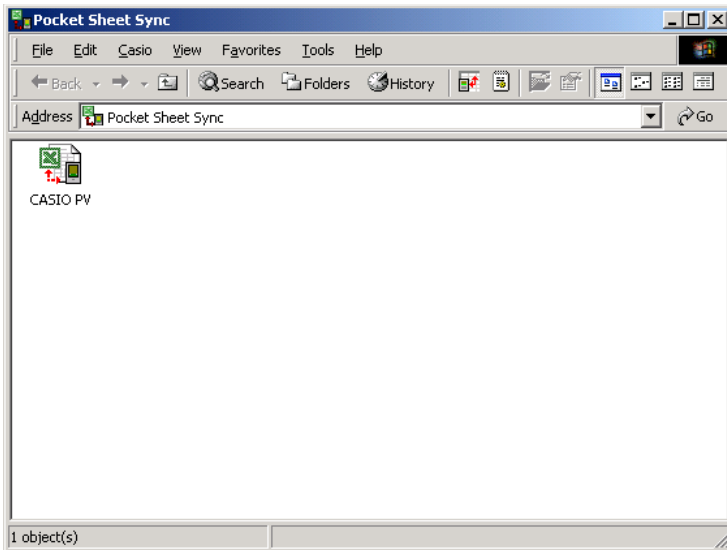 Pocket Sheet Sync
File Edit Casio View Favorites Tools Help
Back Search Folders History
Address Pocket Sheet Sync Go
CASIO PV
1 object(s)